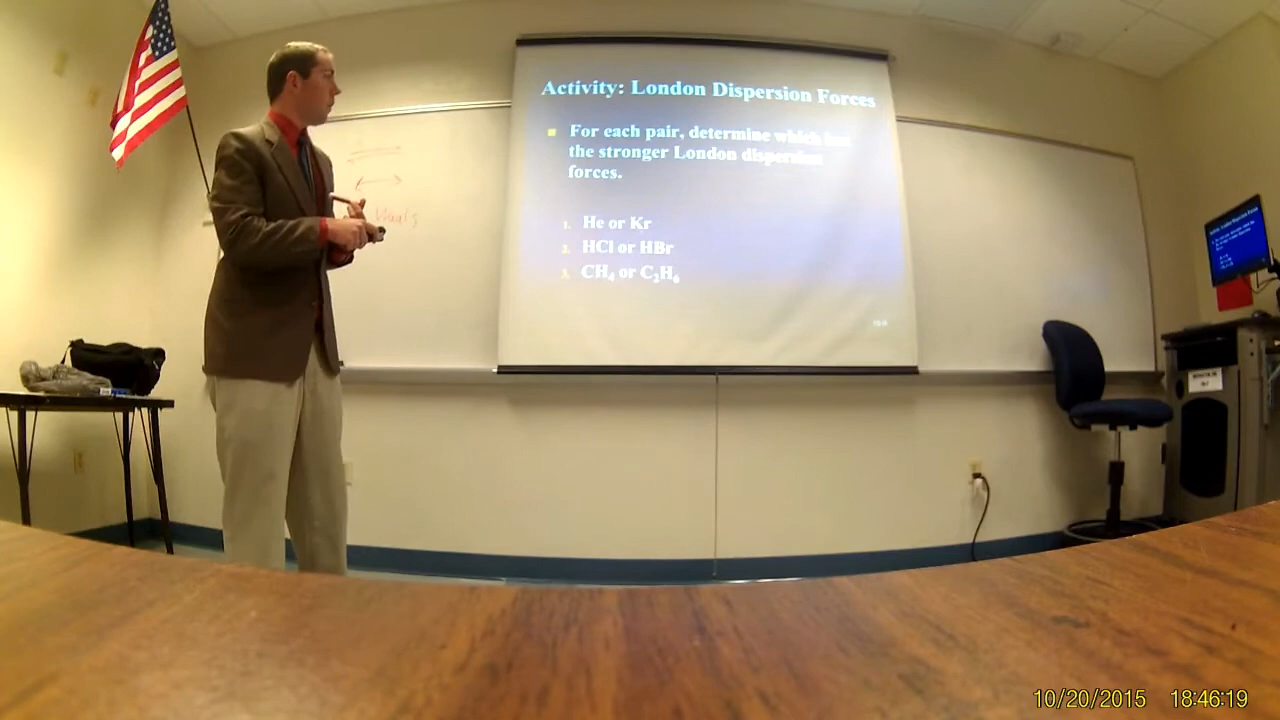 Activity: London Dispersion Forces
For each pair, determine which has
the stronger London dispersion
forces.
1. He or Kr
2. HCl or HBr
3. CH₄ or C₂H₆
10/20/2015 18:46:19